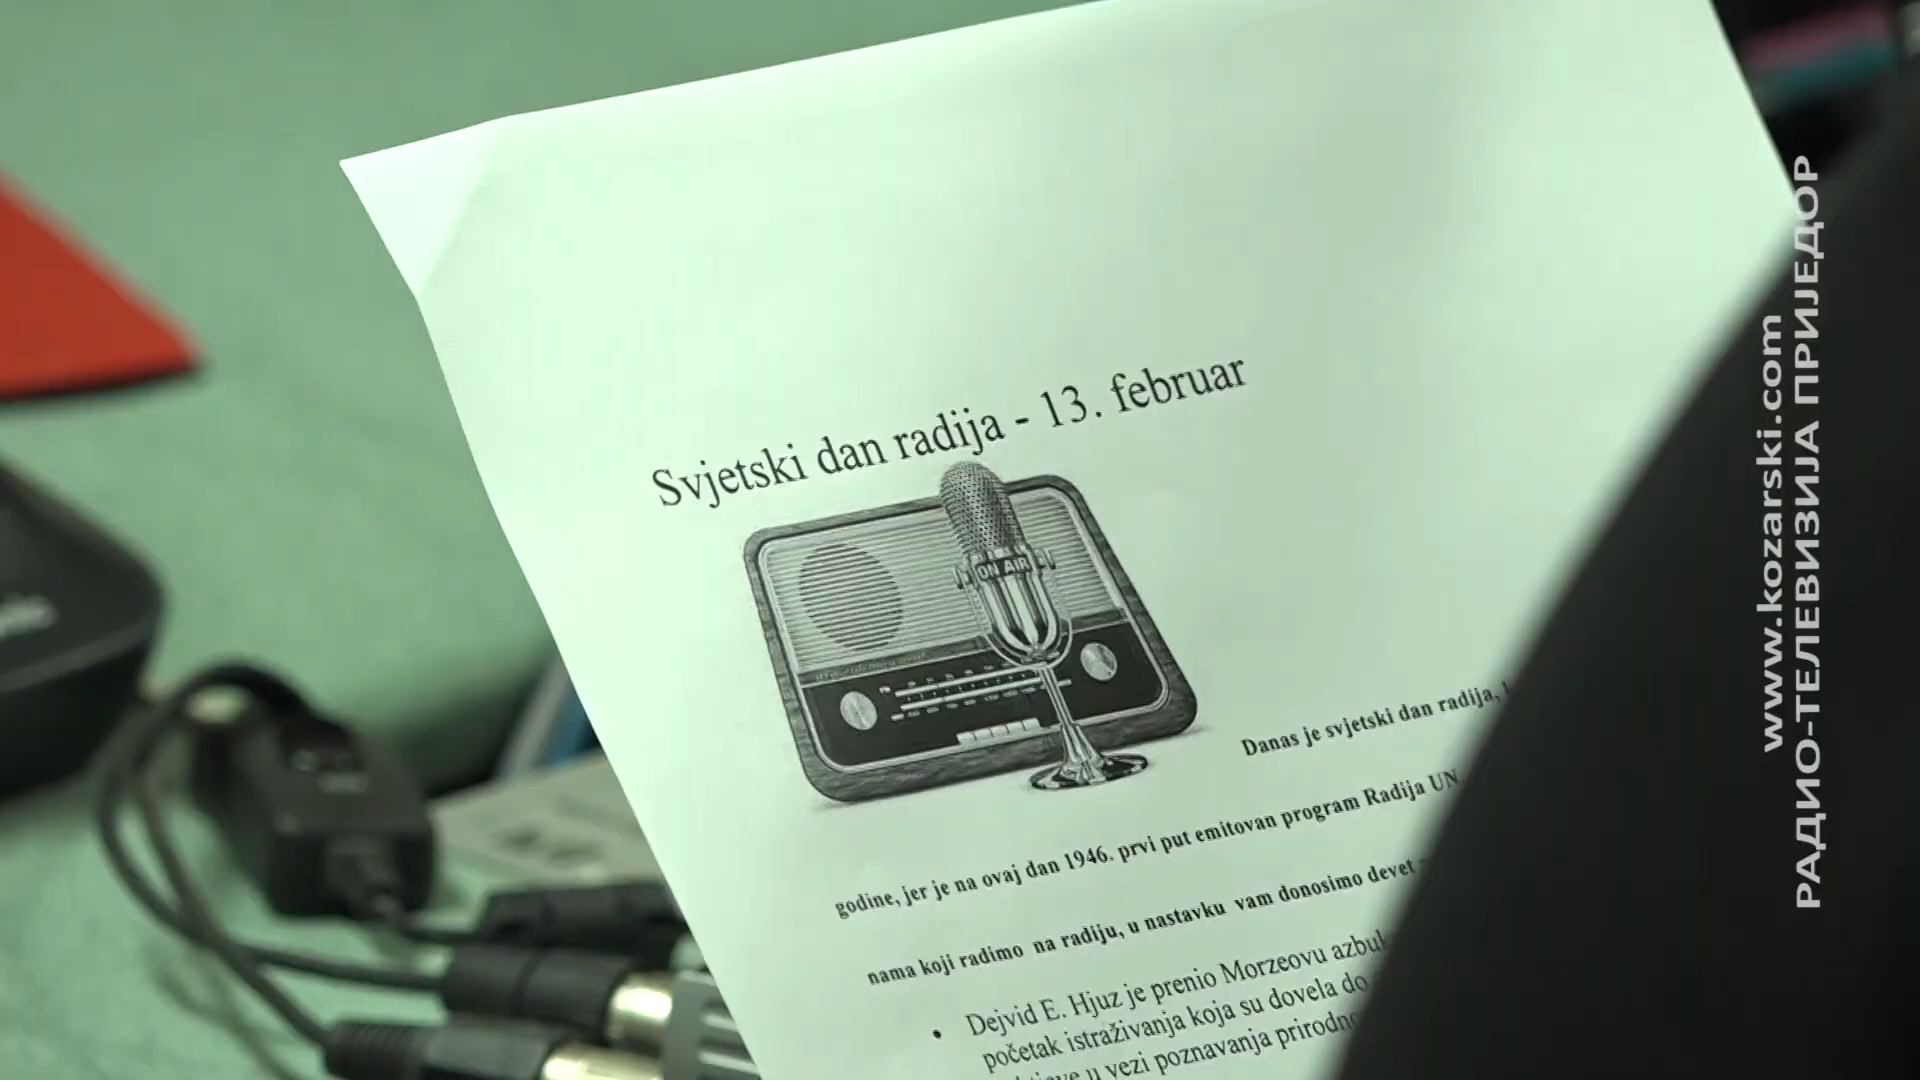 Svjetski dan radija - 13. februar
ON AIR
Danas je svjetski dan radija,
godine, jer je na ovaj dan 1946. prvi put emitovan program Radija UN
nama koji radimo na radiju, u nastavku vam donosimo devet
Dejvid E. Hjuz je prenio Morzeovu
početak istraživanja koja su dovela do
u vezi poznavanja
www.kozarski.com
РАДИО-ТЕЛЕВИЗИЈА ПРИЈЕДОР